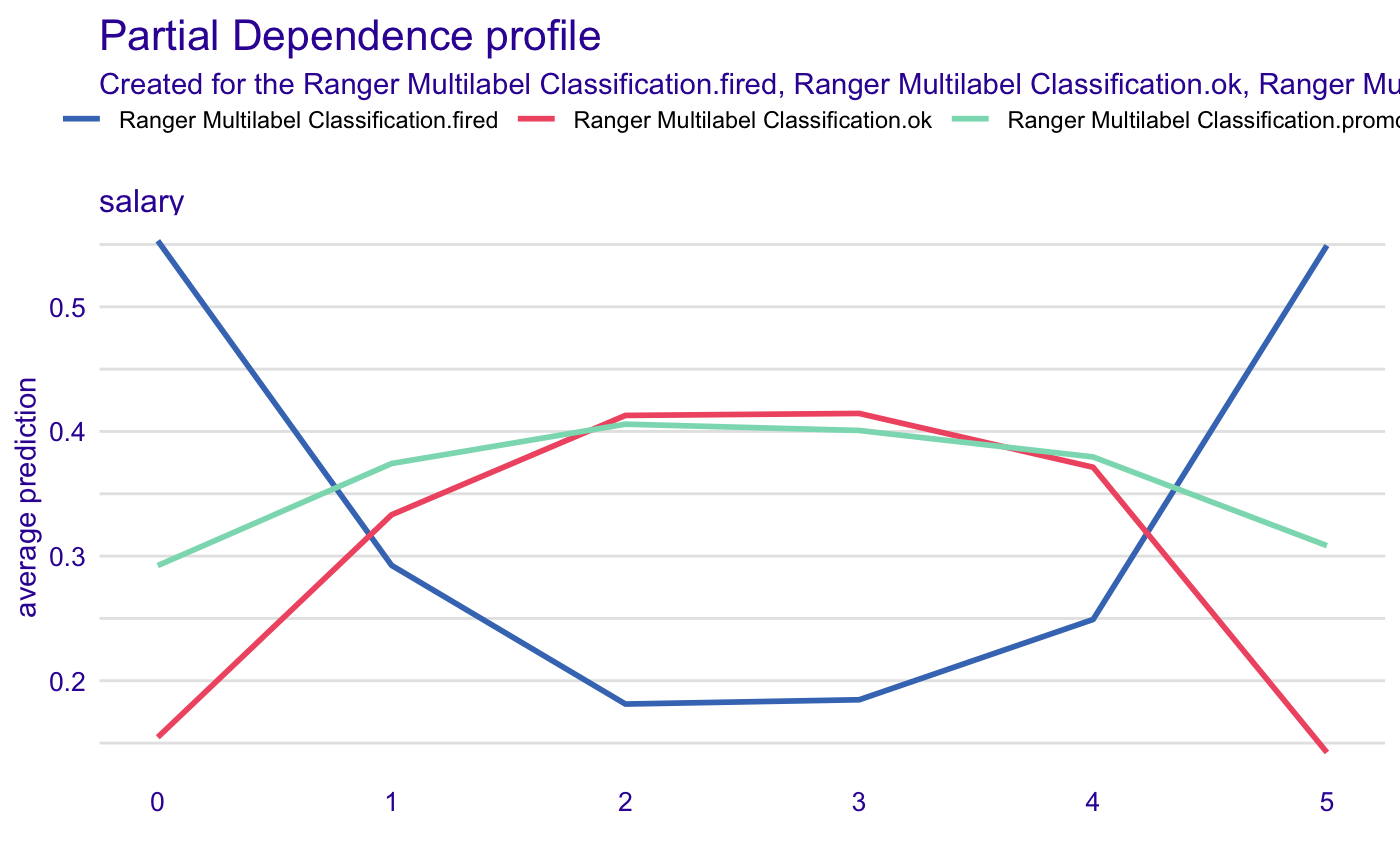 Partial Dependence profile
Created for the Ranger Multilabel Classification.fired, Ranger Multilabel Classification.ok, Ranger Mu
Ranger Multilabel Classification.fired Ranger Multilabel Classification.ok Ranger Multilabel Classification.promo
salary
0.5
0.4
0.3
0.2
average prediction
0 1 2 3 4 5